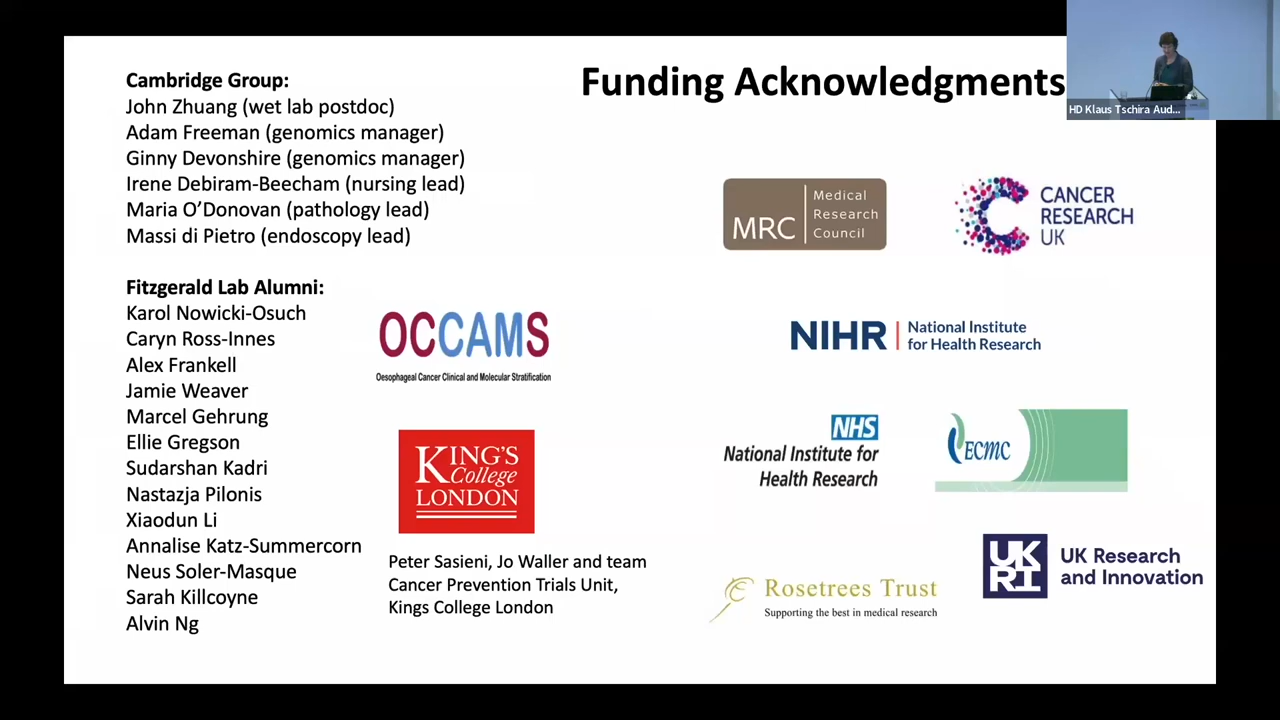 Funding Acknowledgments
HD Klaus Tschira Aud...
Cambridge Group:
John Zhuang (wet lab postdoc)
Adam Freeman (genomics manager)
Ginny Devonshire (genomics manager)
Irene Debiram-Beecham (nursing lead)
Maria O’Donovan (pathology lead)
Massi di Pietro (endoscopy lead)
Fitzgerald Lab Alumni:
Karol Nowicki-Osuch
Caryn Ross-Innes
Alex Frankell
Jamie Weaver
Marcel Gehrung
Ellie Gregson
Sudarshan Kadri
Nastazja Pilonis
Xiaodun Li
Annalise Katz-Summercorn
Neus Soler-Masque
Sarah Killcoyne
Alvin Ng
OCCAMS
Oesophageal Cancer Clinical and Molecular Stratification
KING'S
College
LONDON
Peter Sasieni, Jo Waller and team
Cancer Prevention Trials Unit,
Kings College London
MRC
Medical
Research
Council
CANCER
RESEARCH
UK
NIHR
National Institute
for Health Research
NHS
National Institute for
Health Research
ECMC
Rosetrees Trust
Supporting the best in medical research
UK
RI
UK Research
and Innovation